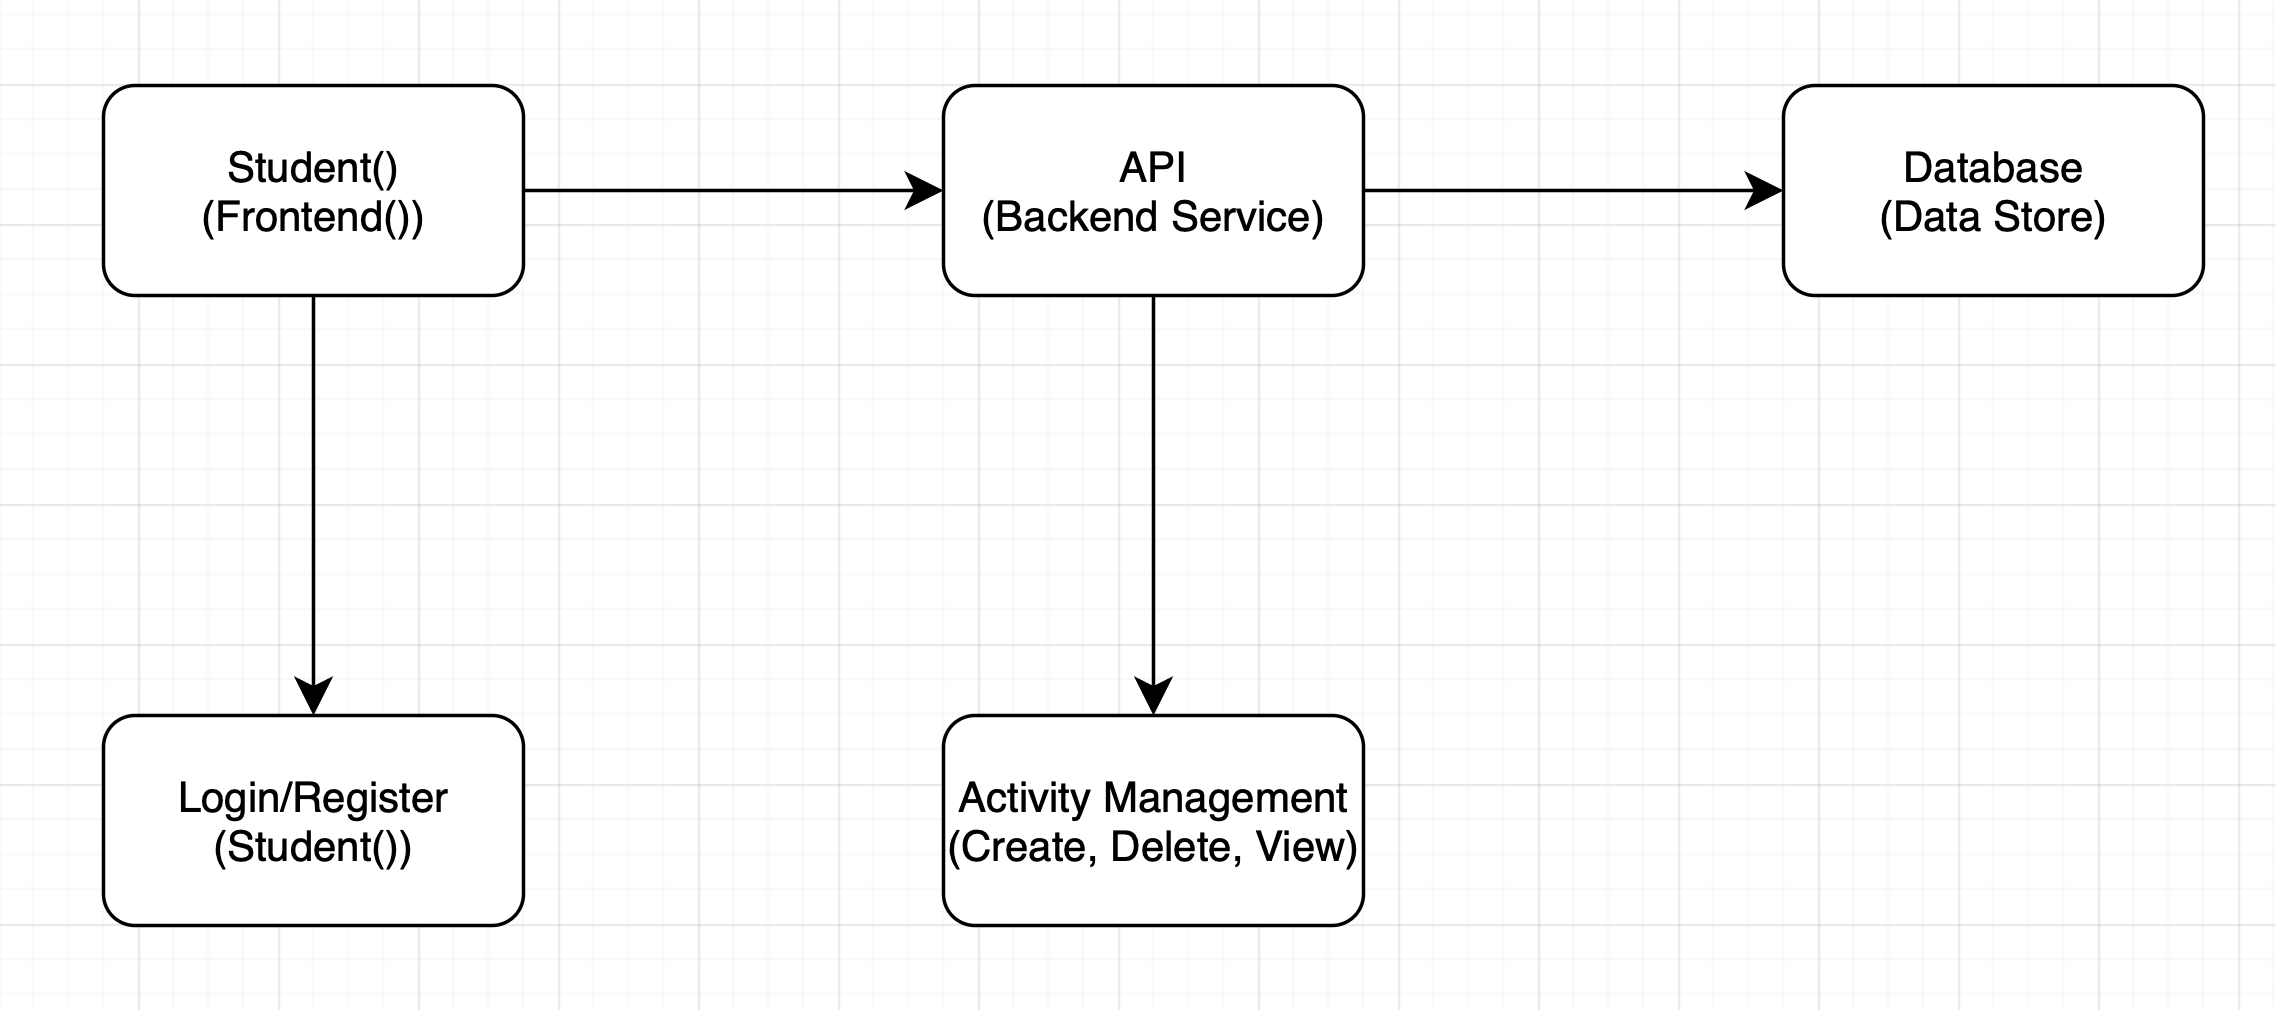 Student()
(Frontend())
API
(Backend Service)
Database
(Data Store)
Login/Register
(Student())
Activity Management
(Create, Delete, View)